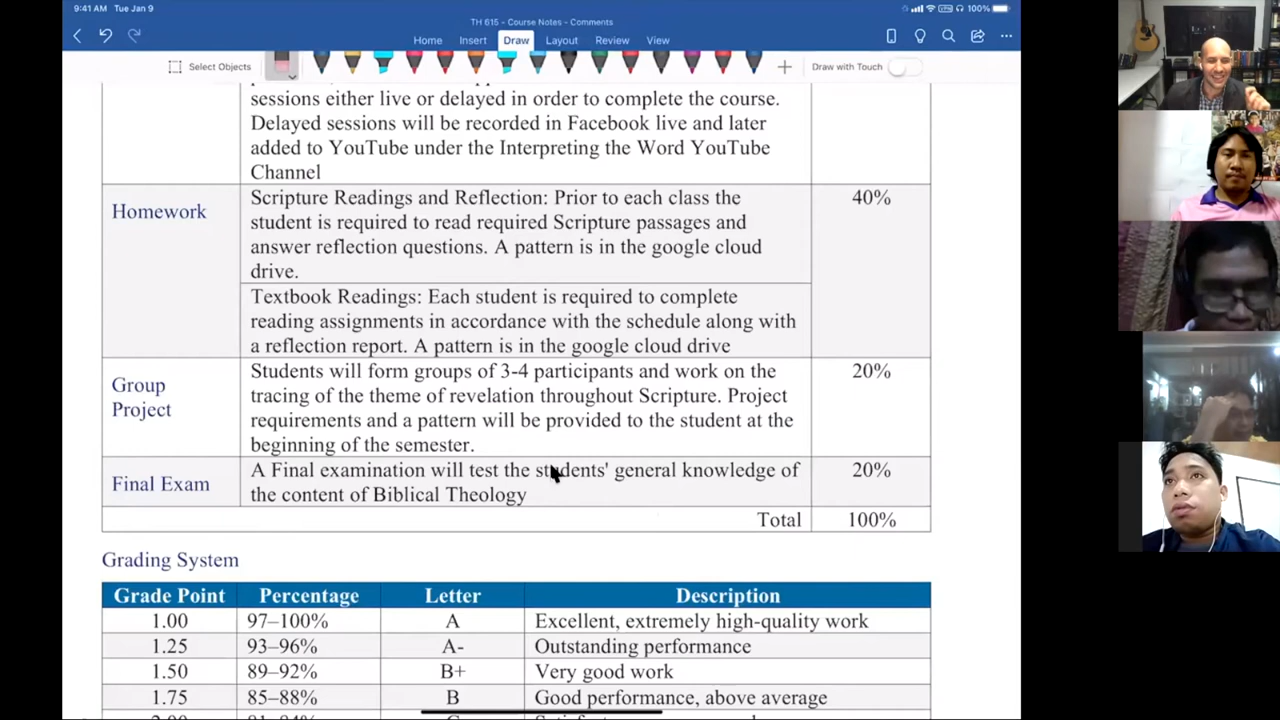 9:41 AM Tue Jan 9
100%
TH 615 - Course Notes - Comments
Home Insert Draw Layout Review View
Select Objects
Draw with Touch
sessions either live or delayed in order to complete the course.
Delayed sessions will be recorded in Facebook live and later
added to YouTube under the Interpreting the Word YouTube
Channel
Homework
Scripture Readings and Reflection: Prior to each class the
student is required to read required Scripture passages and
answer reflection questions. A pattern is in the google cloud
drive.
40%
Textbook Readings: Each student is required to complete
reading assignments in accordance with the schedule along with
a reflection report. A pattern is in the google cloud drive
Group
Project
Students will form groups of 3-4 participants and work on the
tracing of the theme of revelation throughout Scripture. Project
requirements and a pattern will be provided to the student at the
beginning of the semester.
20%
Final Exam
A Final examination will test the students' general knowledge of
the content of Biblical Theology
20%
Total 100%
Grading System
Grade Point Percentage Letter Description
1.00 97–100% A Excellent, extremely high-quality work
1.25 93–96% A- Outstanding performance
1.50 89–92% B+ Very good work
1.75 85–88% B Good performance, above average